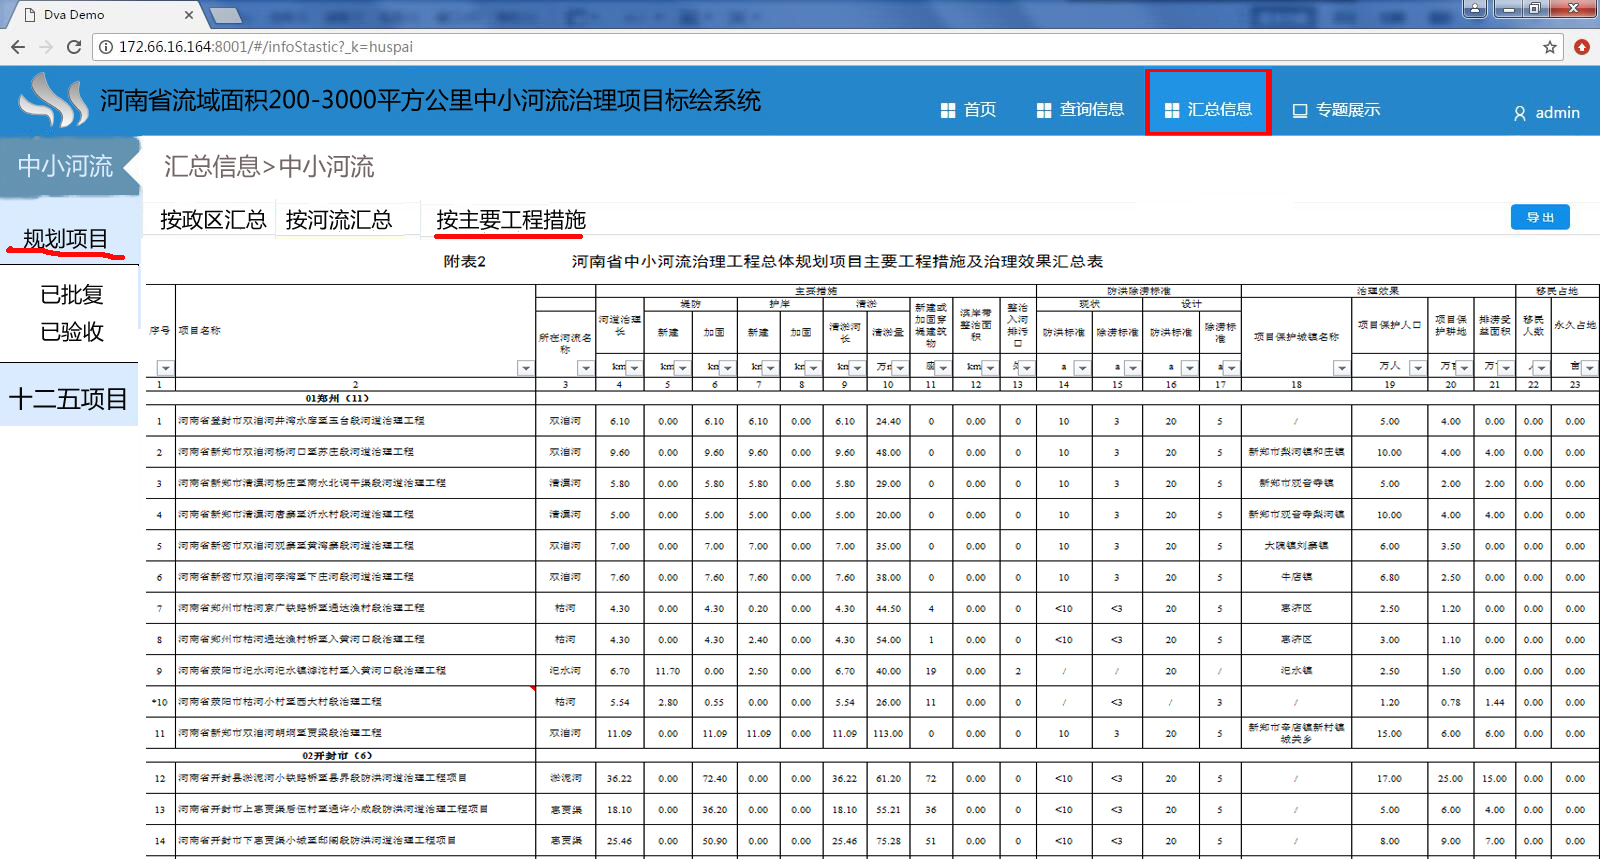 Dva Demo
172.66.16.164:8001/#/infoStastic?_k=huspai
河南省流域面积200-3000平方公里中小河流治理项目标绘系统
首页 查询信息 汇总信息 专题展示 admin
中小河流
汇总信息>中小河流
按政区汇总 按河流汇总 按主要工程措施
导 出
规划项目
已批复
已验收
十二五项目
附表2 河南省中小河流治理工程总体规划项目主要工程措施及治理效果汇总表
主要措施 防洪除涝标准 治理效果 移民占地
堤防 护岸 清淤 现状 设计
序号 项目名称 所在河流名称 河道治理长 新建 加固 新建 加固 清淤河长 清淤量 新建或加固穿堤建筑物 滨岸带整治面积 整治入河排污口 防洪标准 除涝标准 防洪标准 除涝标准 项目保护城镇名称 项目保护人口 项目保护耕地 排涝受益面积 移民人数 永久占地
a a a a 万人
1 2 3 4 5 6 7 8 9 10 11 12 13 14 15 16 17 18 19 20 21 22 23
01郑州（11）
1 河南省登封市双洎河井湾水库至玉台段河道治理工程 双洎河 6.10 0.00 6.10 6.10 0.00 6.10 24.40 0 0.00 0 10 3 20 5 / 5.00 4.00 0.00 0.00 0.00
2 河南省新郑市双洎河杨河口至苏庄段河道治理工程 双洎河 9.60 0.00 9.60 9.60 0.00 9.60 48.00 0 0.00 0 10 3 20 5 新郑市梨河镇和庄镇 10.00 4.00 4.00 0.00 0.00
3 河南省新郑市清潩河杨庄至南水北调干渠段河道治理工程 清潩河 5.80 0.00 5.80 5.80 0.00 5.80 29.00 0 0.00 0 10 3 20 5 新郑市观音寺镇 5.00 2.00 2.00 0.00 0.00
4 河南省新郑市清潩河唐寨至沂水村段河道治理工程 清潩河 5.00 0.00 5.00 5.00 0.00 5.00 20.00 0 0.00 0 10 3 20 5 新郑市观音寺梨河镇 10.00 4.00 4.00 0.00 0.00
5 河南省新密市双洎河观寨至黄湾寨段河道治理工程 双洎河 7.00 0.00 7.00 7.00 0.00 7.00 35.00 0 0.00 0 10 3 20 5 大隗镇刘寨镇 6.00 3.50 0.00 0.00 0.00
6 河南省新密市双洎河李湾至下庄河段河道治理工程 双洎河 7.60 0.00 7.60 7.60 0.00 7.60 38.00 0 0.00 0 10 3 20 5 牛店镇 6.80 2.50 0.00 0.00 0.00
7 河南省郑州市枯河京广铁路桥至通达渔村段治理工程 枯河 4.30 0.00 4.30 0.20 0.00 4.30 44.50 4 0.00 0 <10 <3 20 5 惠济区 2.50 1.20 0.00 0.00 0.00
8 河南省郑州市枯河通达渔村桥至入黄河口段治理工程 枯河 4.30 0.00 4.30 2.40 0.00 4.30 54.00 1 0.00 0 <10 <3 20 5 惠济区 3.00 1.10 0.00 0.00 0.00
9 河南省荥阳市汜水河汜水镇滹沱村至入黄河口段治理工程 汜水河 6.70 11.70 0.00 2.50 0.00 6.70 40.00 19 0.00 2 / / 20 / 汜水镇 2.50 1.50 0.00 0.00 0.00
*10 河南省荥阳市枯河小村至西大村段治理工程 枯河 5.54 2.80 0.55 0.00 0.00 5.54 26.00 11 0.00 0 / <3 / 3 / 1.20 0.78 1.44 0.00 0.00
11 河南省新郑市双洎河胡垌至贾梁段治理工程 双洎河 11.09 0.00 11.09 11.09 0.00 11.09 113.00 0 0.00 0 10 3 20 5 新郑市辛店镇新村镇城关乡 15.00 6.00 6.00 0.00 0.00
02开封市（6）
12 河南省开封县淤泥河小铁路桥至县界段防洪河道治理工程项目 淤泥河 36.22 0.00 72.40 0.00 0.00 36.22 61.20 72 0.00 0 <10 <3 20 5 / 17.00 25.00 15.00 0.00 0.00
13 河南省开封市上惠贾渠唐伍村至通许小成段防洪河道治理工程项目 惠贾渠 18.10 0.00 36.20 0.00 0.00 18.10 55.21 36 0.00 0 <10 <3 20 5 / 5.00 6.00 4.00 0.00 0.00
14 河南省开封市下惠贾渠小城至邸阁段防洪河道治理工程项目 惠贾渠 25.46 0.00 50.90 0.00 0.00 25.46 75.28 51 0.00 0 <10 <3 20 5 / 8.00 9.00 7.00 0.00 0.00